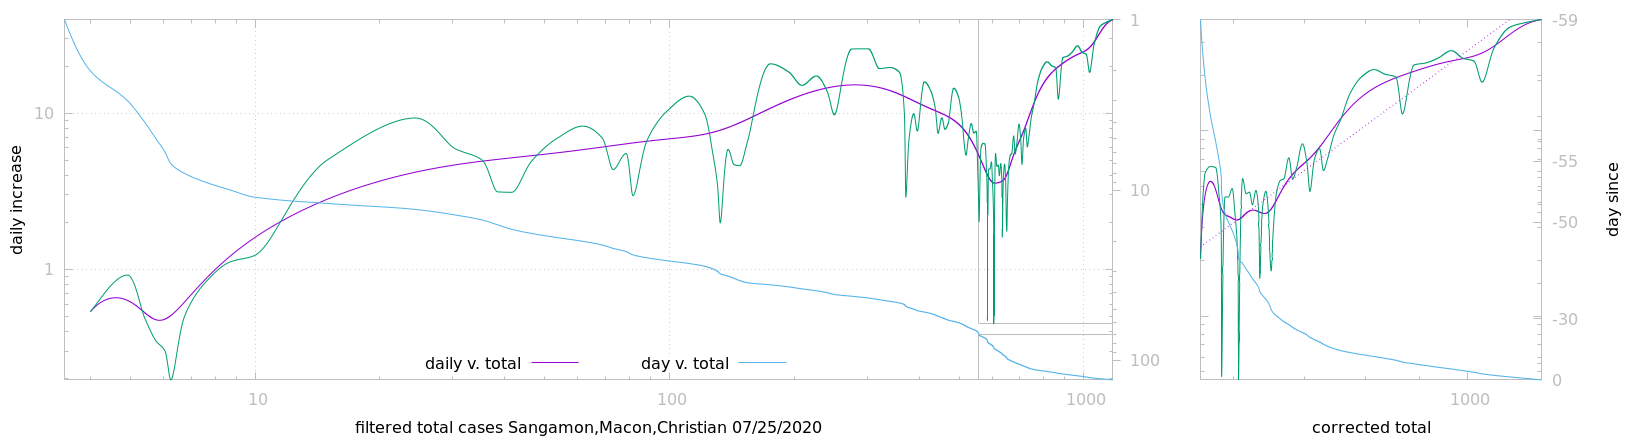 1
-59
10
daily increase
-55
day since
10
-50
1
-30
daily v. total
day v. total
100
0
10
100
1000
1000
filtered total cases Sangamon,Macon,Christian 07/25/2020
corrected total